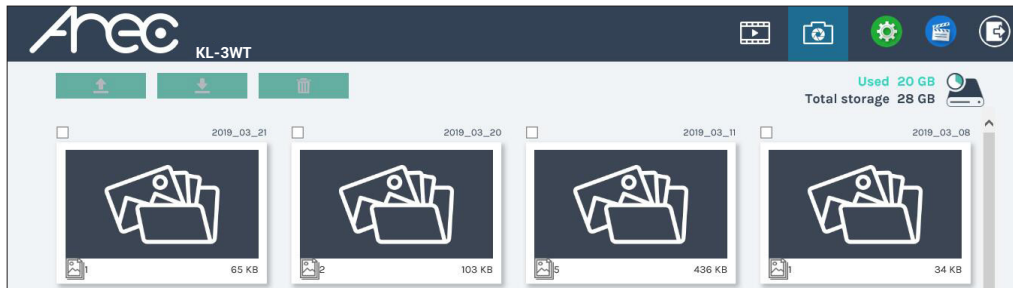 Arec
KL-3WT
Used 20 GB
Total storage 28 GB
2019_03_21
2019_03_20
2019_03_11
2019_03_08
1 65 KB
2 103 KB
5 436 KB
1 34 KB